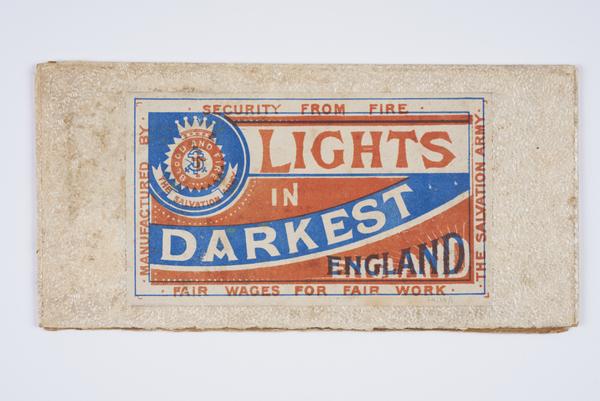 SECURITY FROM FIRE
MANUFACTURED BY
BLOOD AND FIRE
THE SALVATION ARMY
LIGHTS
IN
DARKEST
ENGLAND
THE SALVATION ARMY
· FAIR WAGES FOR FAIR WORK ·